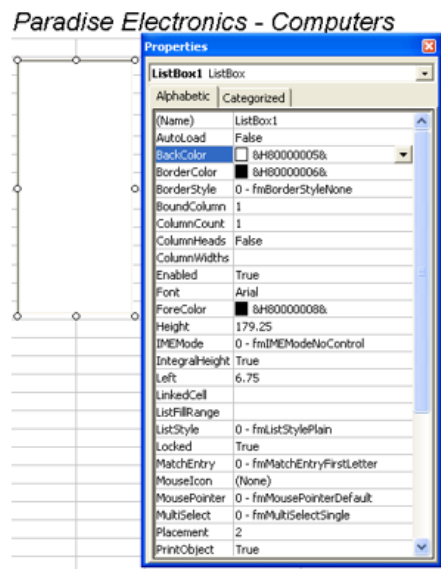 Paradise Electronics - Computers
Properties
ListBox1 ListBox
Alphabetic Categorized
(Name) ListBox1
AutoLoad False
BackColor &H80000005&
BorderColor &H80000006&
BorderStyle 0 - fmBorderStyleNone
BoundColumn 1
ColumnCount 1
ColumnHeads False
ColumnWidths
Enabled True
Font Arial
ForeColor &H80000008&
Height 179.25
IMEMode 0 - fmIMEModeNoControl
IntegralHeight True
Left 6.75
LinkedCell
ListFillRange
ListStyle 0 - fmListStylePlain
Locked True
MatchEntry 0 - fmMatchEntryFirstLetter
MouseIcon (None)
MousePointer 0 - fmMousePointerDefault
MultiSelect 0 - fmMultiSelectSingle
Placement 2
PrintObject True